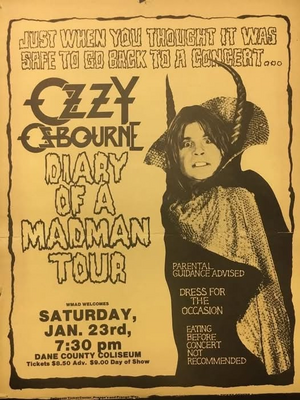 JUST WHEN YOU THOUGHT IT WAS
SAFE TO GO BACK TO A CONCERT...
OZZY
OSBOURNE
DIARY
OF A
MADMAN
TOUR
WMAD WELCOMES
SATURDAY,
JAN. 23rd,
7:30 pm
DANE COUNTY COLISEUM
Tickets $8.50 Adv. $9.00 Day of Show
PARENTAL
GUIDANCE ADVISED
DRESS FOR
THE
OCCASION
EATING
BEFORE
CONCERT
NOT
RECOMMENDED